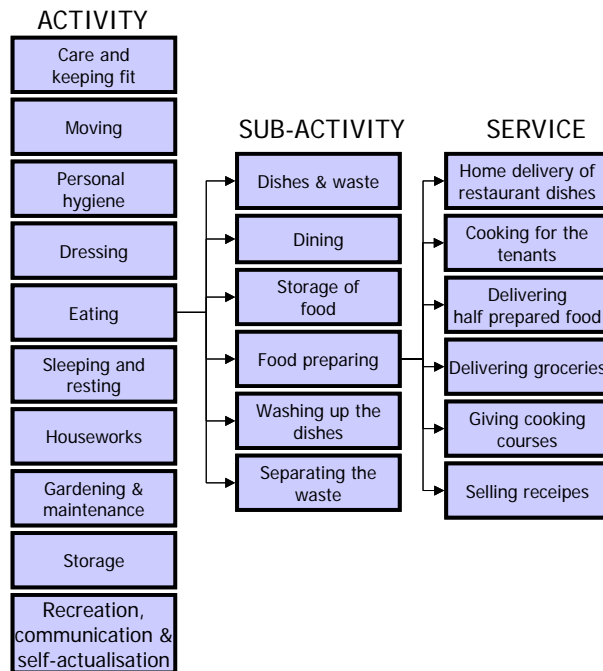 ACTIVITY
Care and
keeping fit
Moving
Personal
hygiene
Dressing
Eating
Sleeping and
resting
Houseworks
Gardening &
maintenance
Storage
Recreation,
communication &
self-actualisation
SUB-ACTIVITY
Dishes & waste
Dining
Storage of
food
Food preparing
Washing up the
dishes
Separating the
waste
SERVICE
Home delivery of
restaurant dishes
Cooking for the
tenants
Delivering
half prepared food
Delivering groceries
Giving cooking
courses
Selling receipes